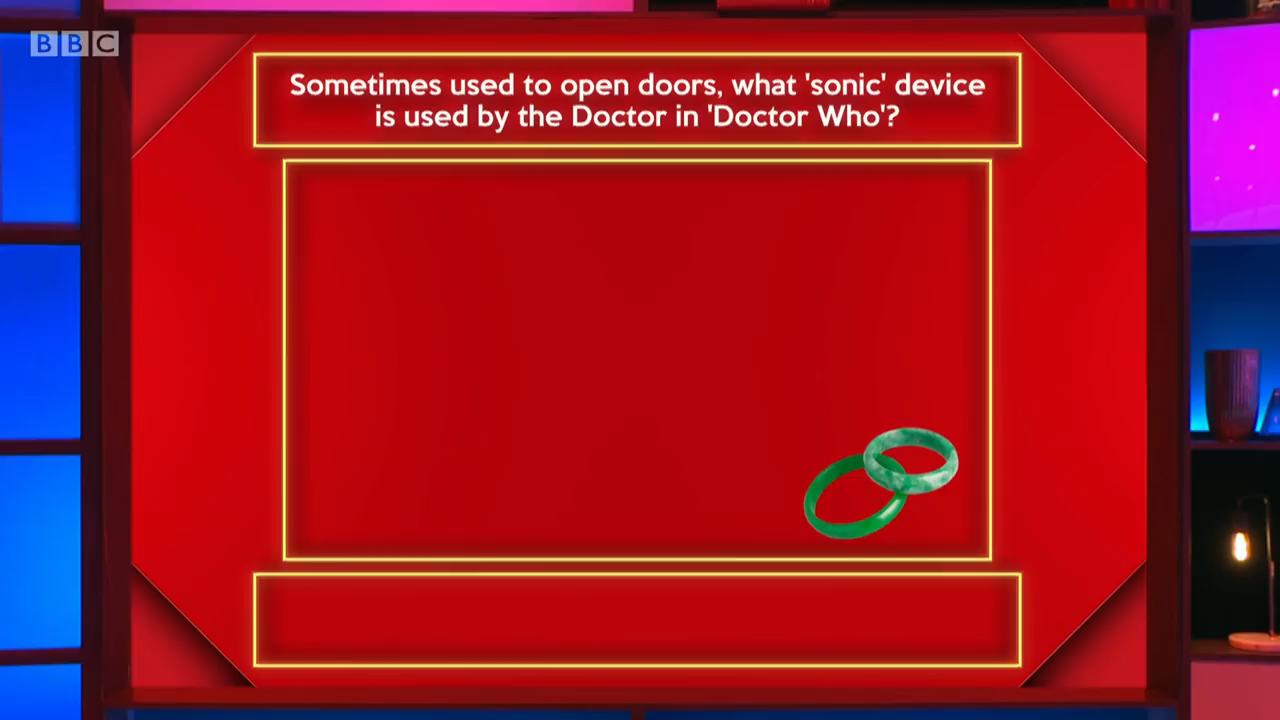 BBC
Sometimes used to open doors, what 'sonic' device
is used by the Doctor in 'Doctor Who'?